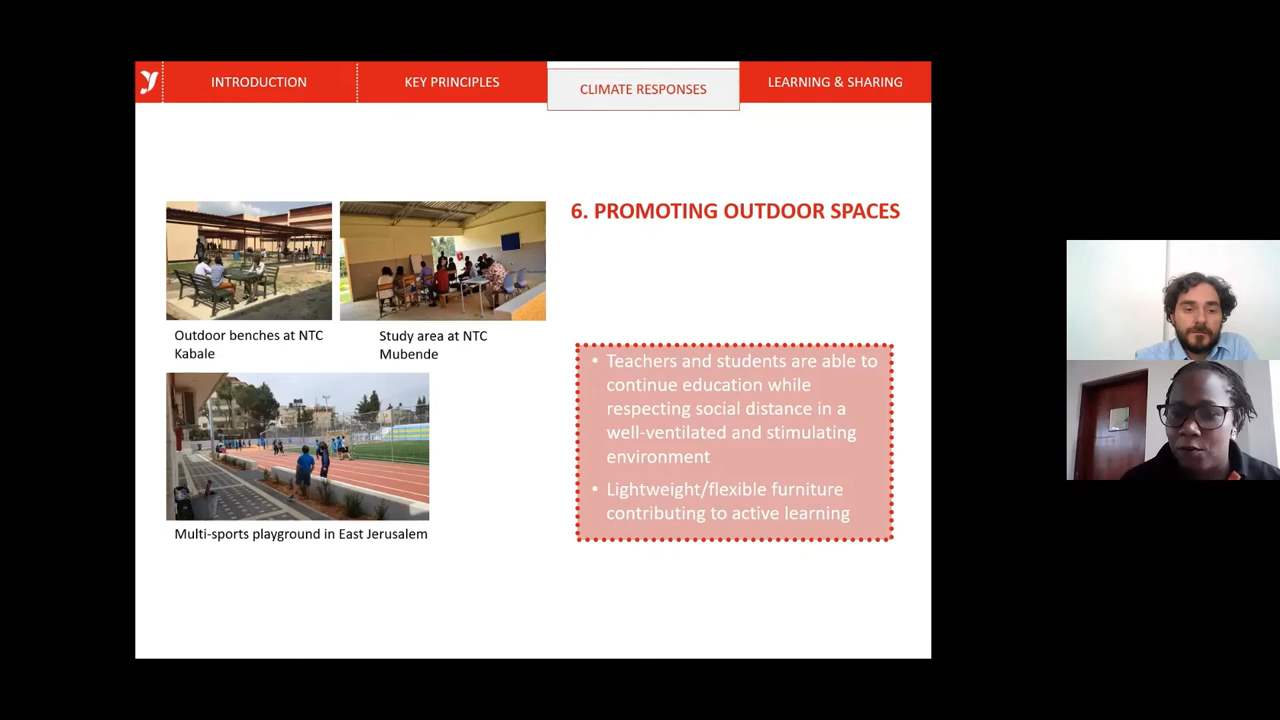 INTRODUCTION
KEY PRINCIPLES
CLIMATE RESPONSES
LEARNING & SHARING
6. PROMOTING OUTDOOR SPACES
Outdoor benches at NTC
Kabale
Study area at NTC
Mubende
Multi-sports playground in East Jerusalem
• Teachers and students are able to
continue education while
respecting social distance in a
well-ventilated and stimulating
environment
• Lightweight/flexible furniture
contributing to active learning